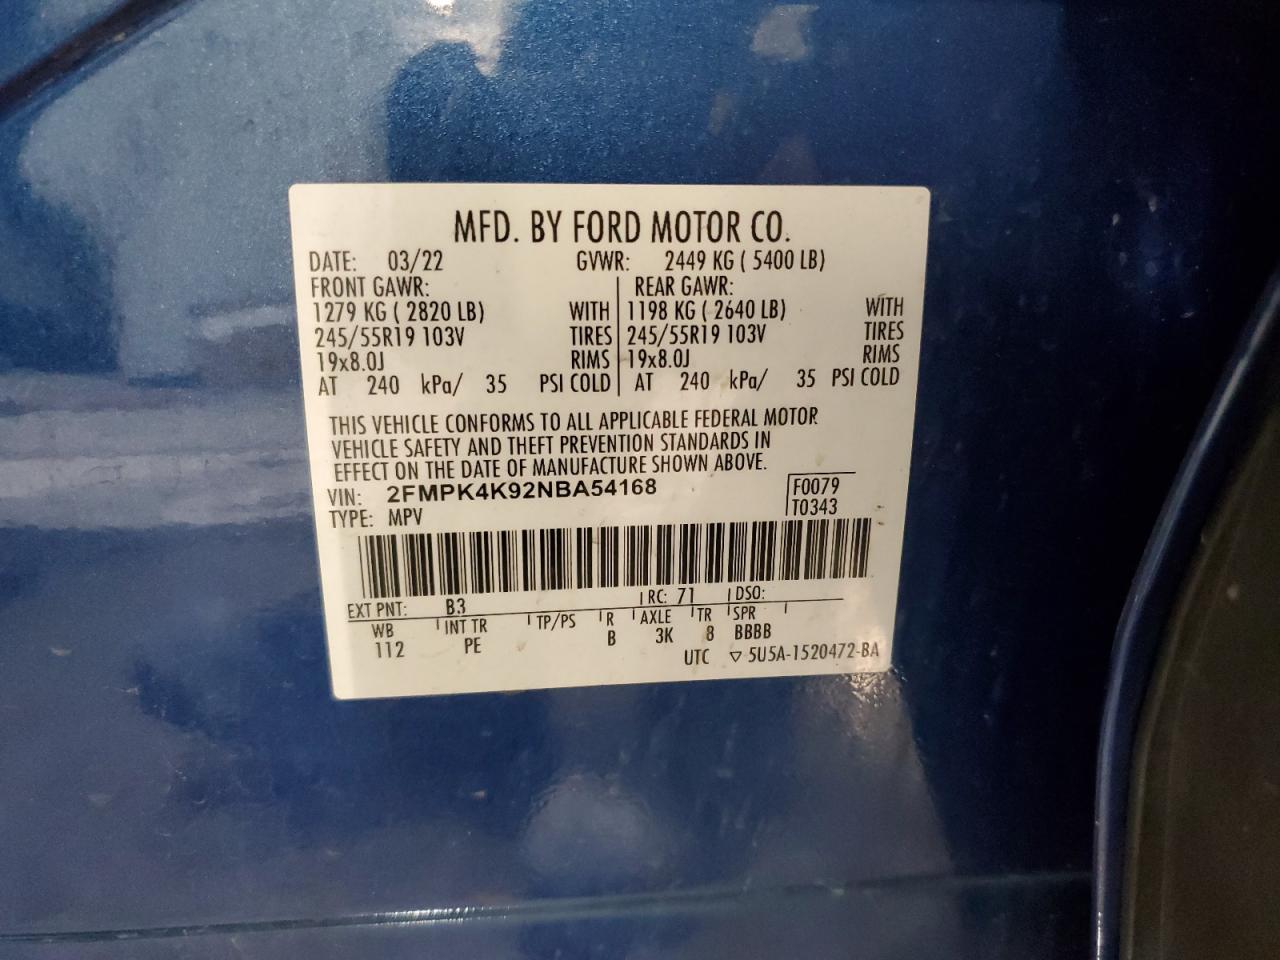 MFD. BY FORD MOTOR CO.
DATE: 03/22 GVWR: 2449 KG ( 5400 LB)
FRONT GAWR: REAR GAWR:
1279 KG ( 2820 LB) WITH 1198 KG ( 2640 LB) WITH
245/55R19 103V TIRES 245/55R19 103V TIRES
19x8.0J RIMS 19x8.0J RIMS
AT 240 kPa/ 35 PSI COLD AT 240 kPa/ 35 PSI COLD
THIS VEHICLE CONFORMS TO ALL APPLICABLE FEDERAL MOTOR
VEHICLE SAFETY AND THEFT PREVENTION STANDARDS IN
EFFECT ON THE DATE OF MANUFACTURE SHOWN ABOVE.
VIN: 2FMPK4K92NBA54168 F0079
TYPE: MPV T0343
EXT PNT: B3 RC: 71 DSO:
WB INT TR TP/PS R AXLE TR SPR
112 PE B 3K 8 BBBB
UTC ▽ 5U5A-1520472-BA